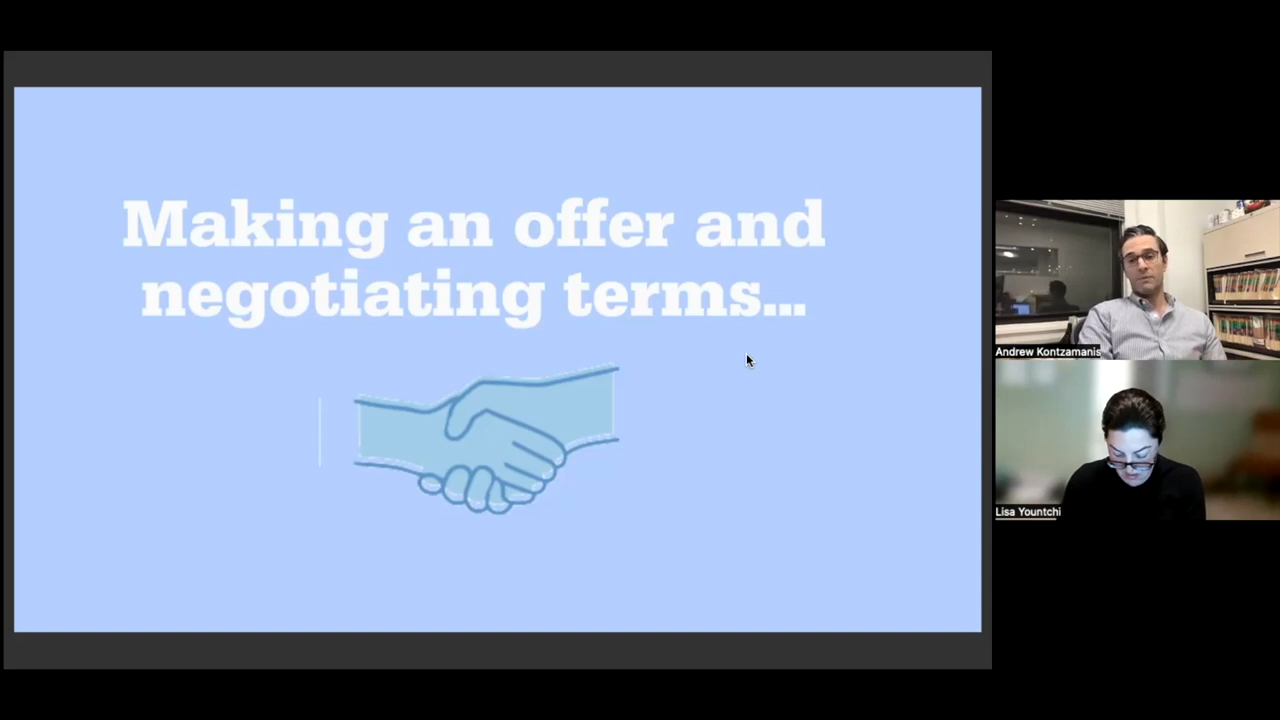 Making an offer and
negotiating terms...
Andrew Kontzamanis
Lisa Yountchi